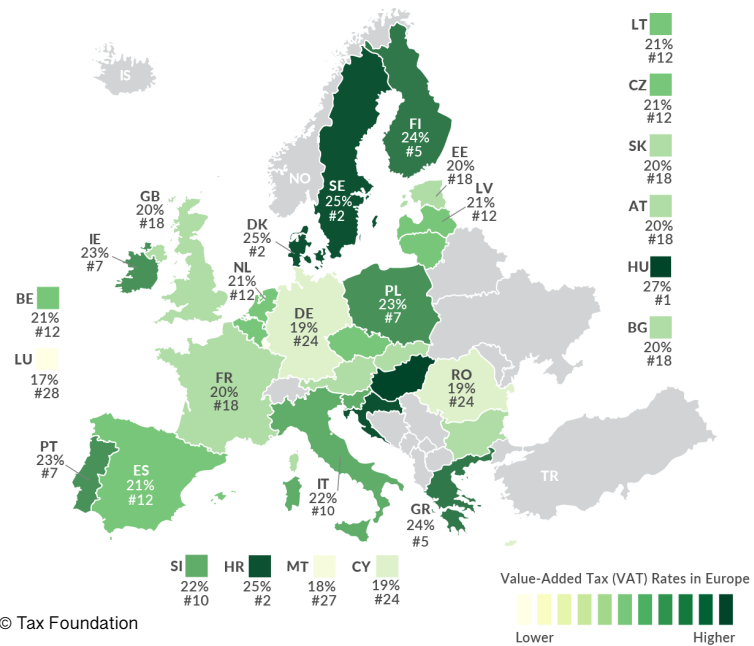 LT
21%
#12
CZ
21%
#12
SK
20%
#18
AT
20%
#18
HU
27%
#1
BG
20%
#18
IS
NO
FI
24%
#5
SE
25%
#2
EE
20%
#18
LV
21%
#12
GB
20%
#18
IE
23%
#7
DK
25%
#2
NL
21%
#12
BE
21%
#12
LU
17%
#28
DE
19%
#24
PL
23%
#7
FR
20%
#18
RO
19%
#24
PT
23%
#7
ES
21%
#12
IT
22%
#10
GR
24%
#5
TR
SI
22%
#10
HR
25%
#2
MT
18%
#27
CY
19%
#24
Value-Added Tax (VAT) Rates in Europe
Lower Higher
© Tax Foundation